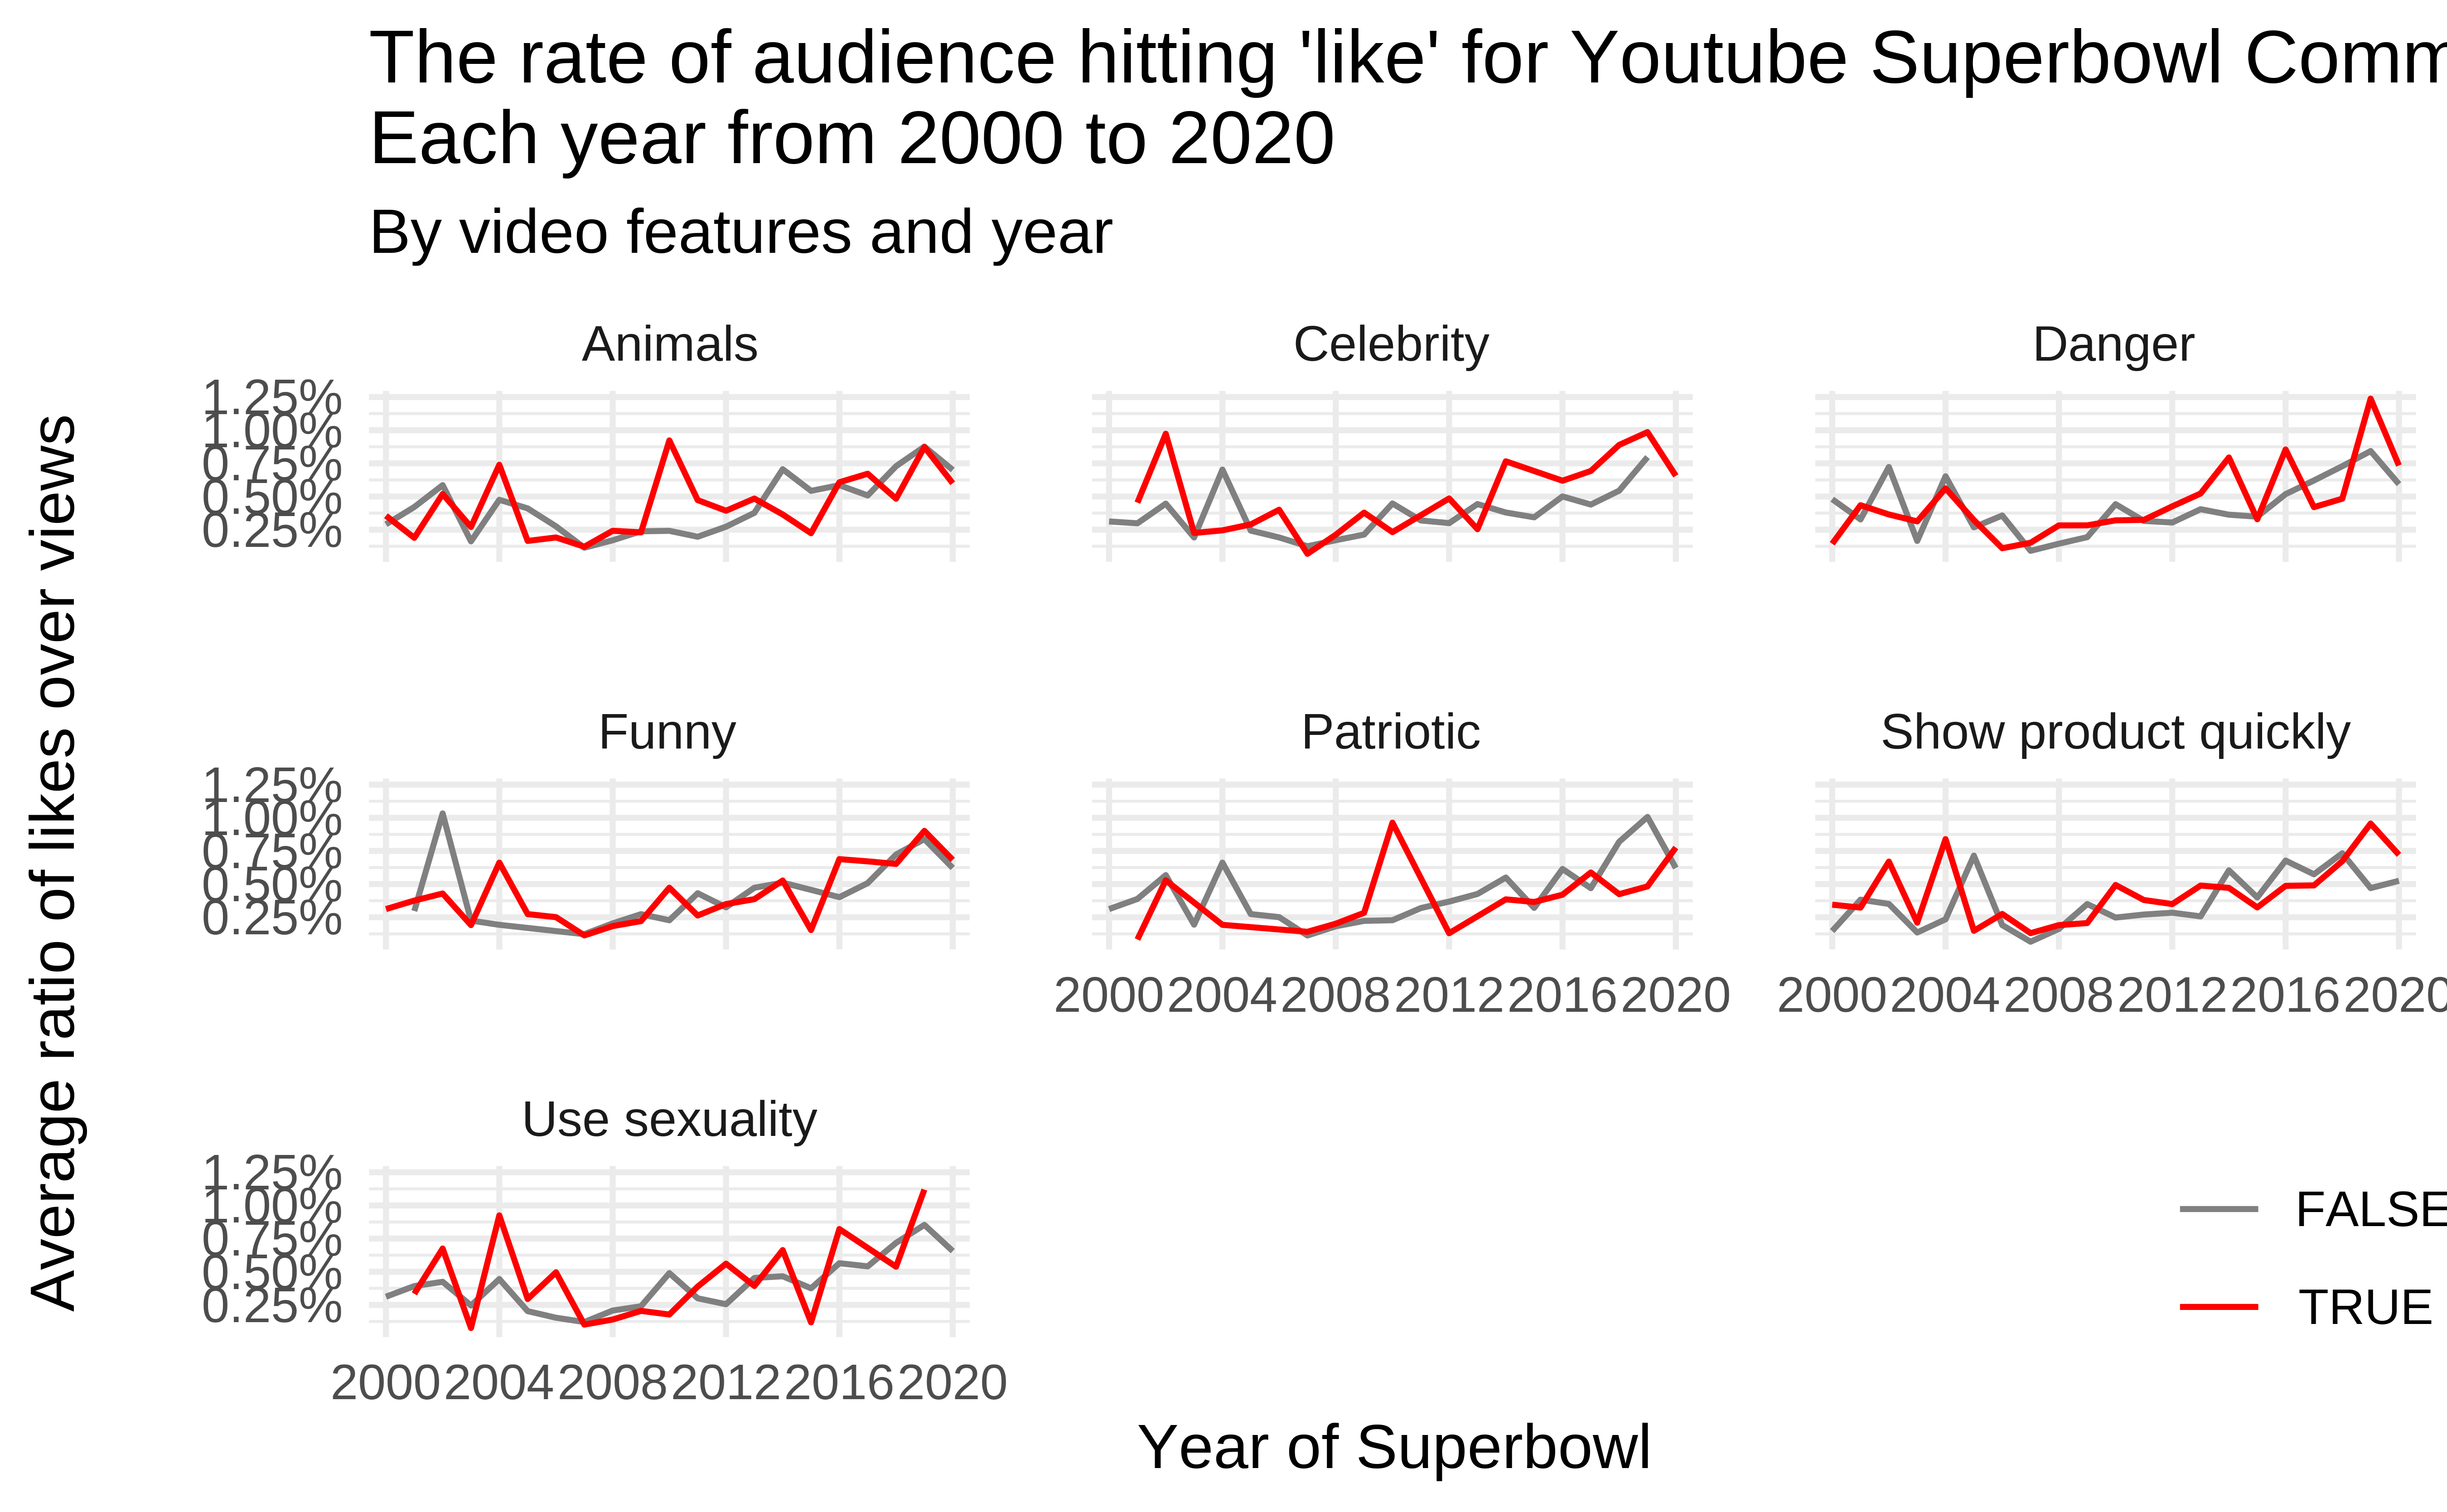 The rate of audience hitting 'like' for Youtube Superbowl Comm
Each year from 2000 to 2020
By video features and year
Average ratio of likes over views
Animals
Celebrity
Danger
1.25%
1.00%
0.75%
0.50%
0.25%
Funny
Patriotic
Show product quickly
1.25%
1.00%
0.75%
0.50%
0.25%
2000 2004 2008 2012 2016 2020
2000 2004 2008 2012 2016 2020
Use sexuality
1.25%
1.00%
0.75%
0.50%
0.25%
FALSE
TRUE
2000 2004 2008 2012 2016 2020
Year of Superbowl